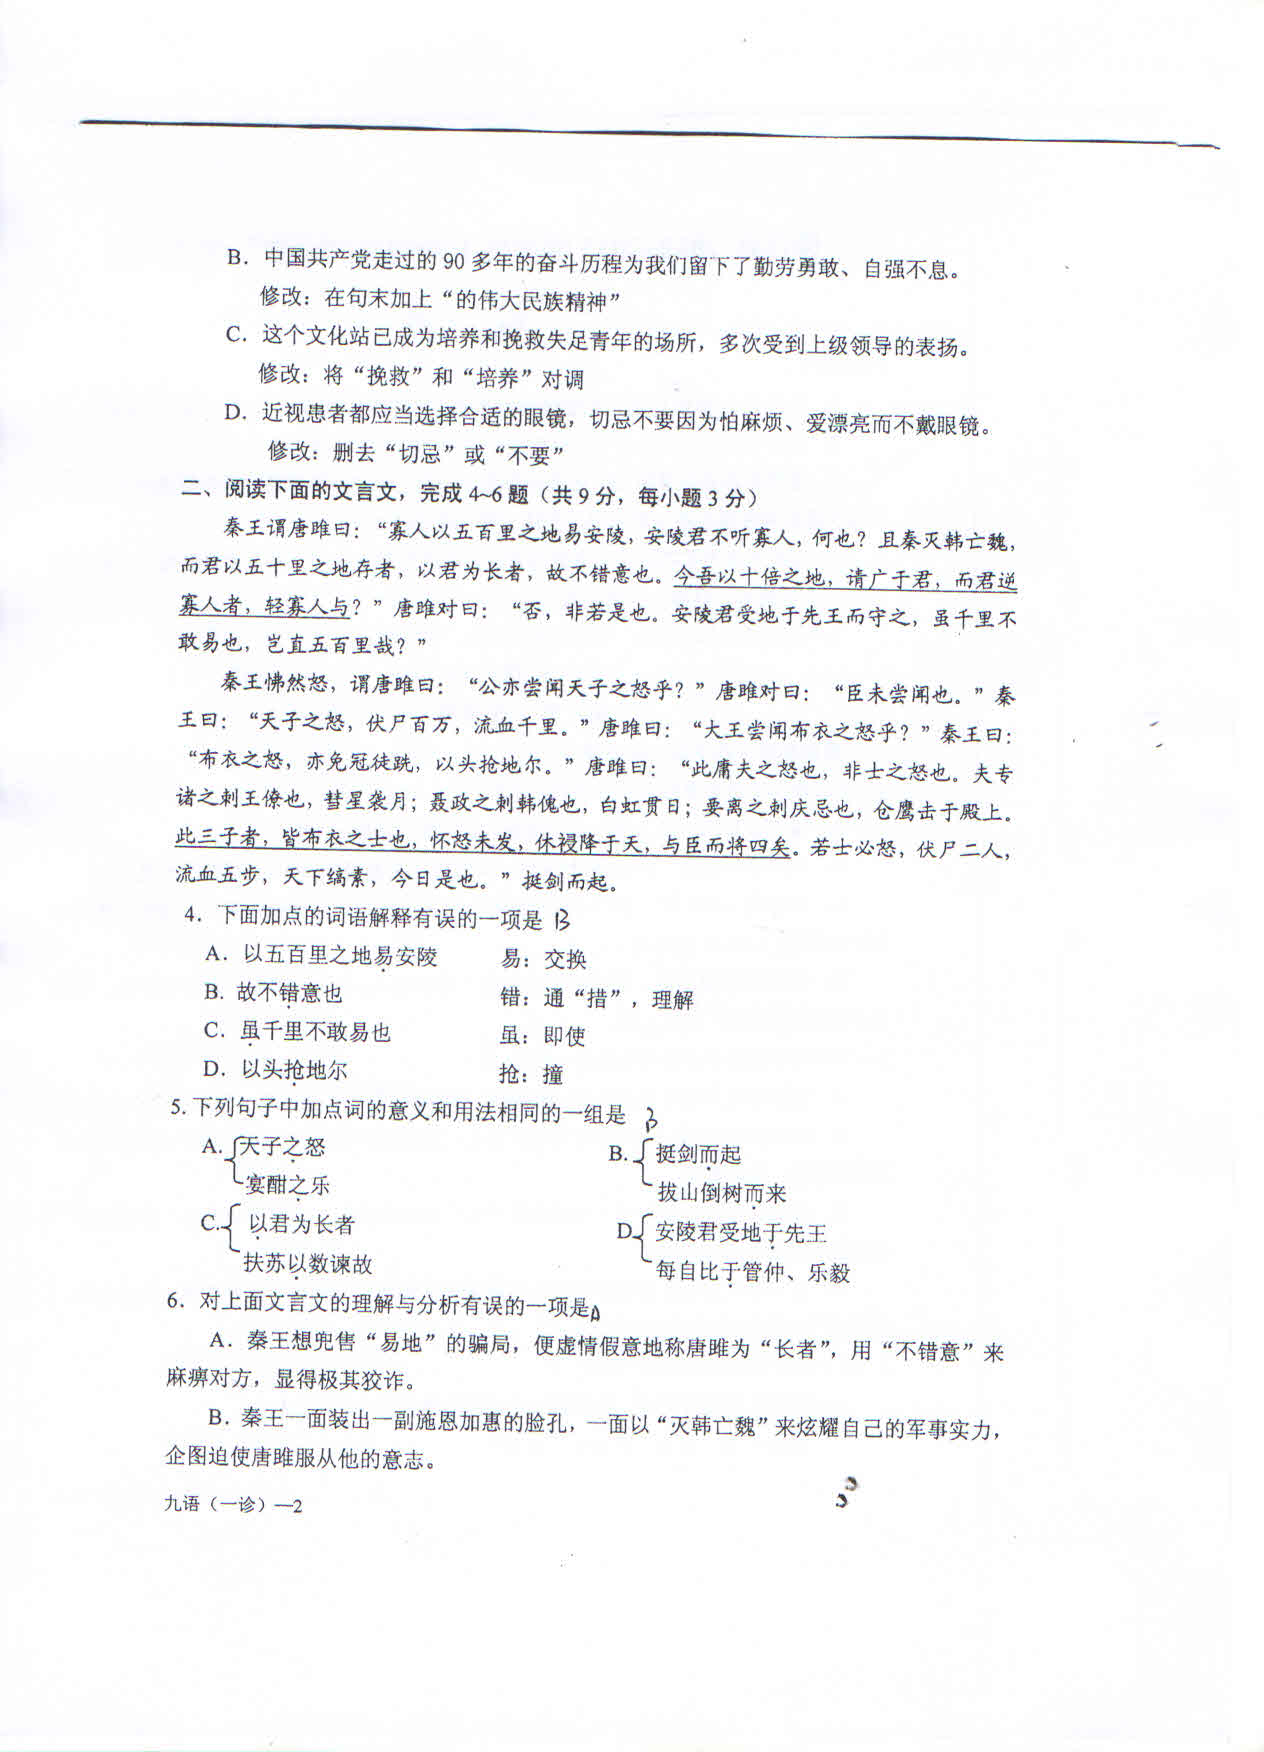 B．中国共产党走过的 90 多年的奋斗历程为我们留下了勤劳勇敢、自强不息。
修改：在句末加上“的伟大民族精神”
C．这个文化站已成为培养和挽救失足青年的场所，多次受到上级领导的表扬。
修改：将“挽救”和“培养”对调
D．近视患者都应当选择合适的眼镜，切忌不要因为怕麻烦、爱漂亮而不戴眼镜。
修改：删去“切忌”或“不要”
二、阅读下面的文言文，完成 4~6 题（共 9 分，每小题 3 分）
秦王谓唐雎曰：“寡人以五百里之地易安陵，安陵君不听寡人，何也？且秦灭韩亡魏，
而君以五十里之地存者，以君为长者，故不错意也。今吾以十倍之地，请广于君，而君逆
寡人者，轻寡人与？”唐雎对曰：“否，非若是也。安陵君受地于先王而守之，虽千里不
敢易也，岂直五百里哉？”
秦王怫然怒，谓唐雎曰：“公亦尝闻天子之怒乎？”唐雎对曰：“臣未尝闻也。”秦
王曰：“天子之怒，伏尸百万，流血千里。”唐雎曰：“大王尝闻布衣之怒乎？”秦王曰：
“布衣之怒，亦免冠徒跣，以头抢地尔。”唐雎曰：“此庸夫之怒也，非士之怒也。夫专
诸之刺王僚也，彗星袭月；聂政之刺韩傀也，白虹贯日；要离之刺庆忌也，仓鹰击于殿上。
此三子者，皆布衣之士也，怀怒未发，休祲降于天，与臣而将四矣。若士必怒，伏尸二人，
流血五步，天下缟素，今日是也。”挺剑而起。
4．下面加点的词语解释有误的一项是 B
A．以五百里之地易安陵 易：交换
B．故不错意也 错：通“措”，理解
C．虽千里不敢易也 虽：即使
D．以头抢地尔 抢：撞
5. 下列句子中加点词的意义和用法相同的一组是 B
A. 天子之怒 B. 挺剑而起
宴酣之乐 拔山倒树而来
C. 以君为长者 D. 安陵君受地于先王
扶苏以数谏故 每自比于管仲、乐毅
6．对上面文言文的理解与分析有误的一项是 A
A．秦王想兜售“易地”的骗局，便虚情假意地称唐雎为“长者”，用“不错意”来
麻痹对方，显得极其狡诈。
B．秦王一面装出一副施恩加惠的脸孔，一面以“灭韩亡魏”来炫耀自己的军事实力，
企图迫使唐雎服从他的意志。
九语（一诊）—2